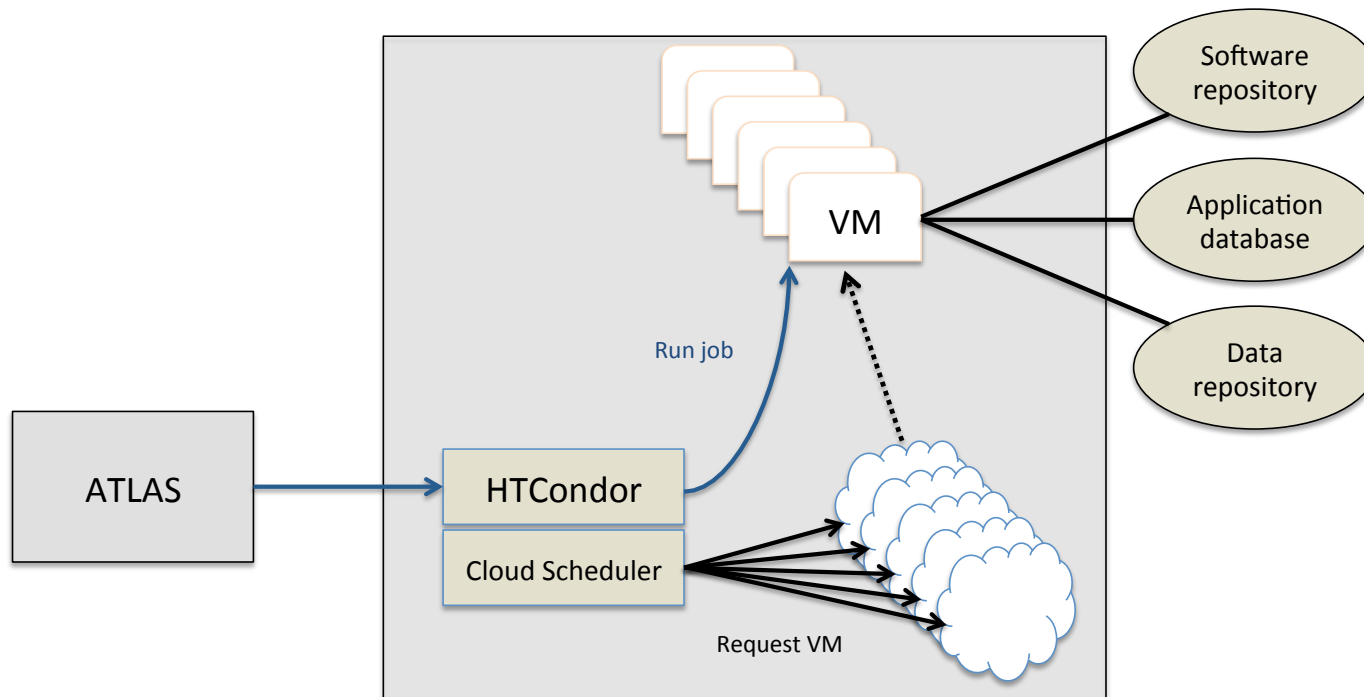 Software
repository
VM
Application
database
Run job
Data
repository
ATLAS
HTCondor
Cloud Scheduler
Request VM